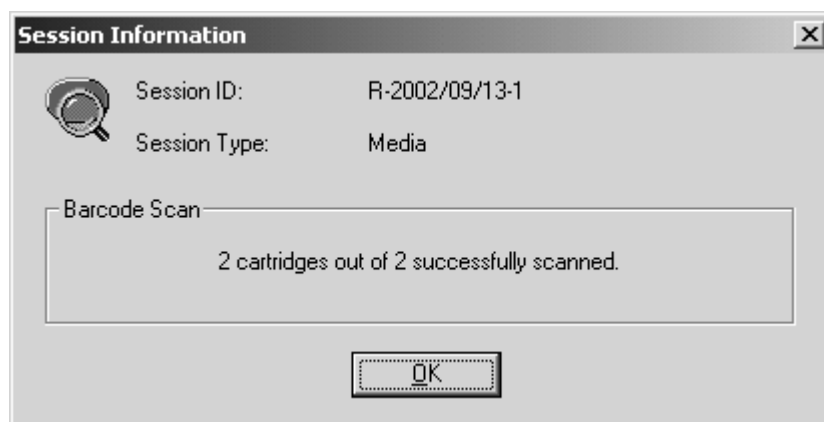 Session Information
Session ID: R-2002/09/13-1
Session Type: Media
Barcode Scan
2 cartridges out of 2 successfully scanned.
OK